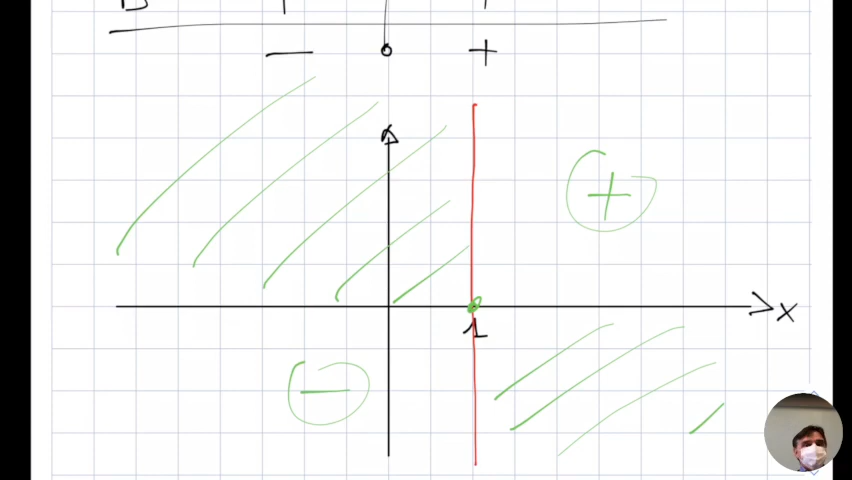 − 0 +
+
x
1
−